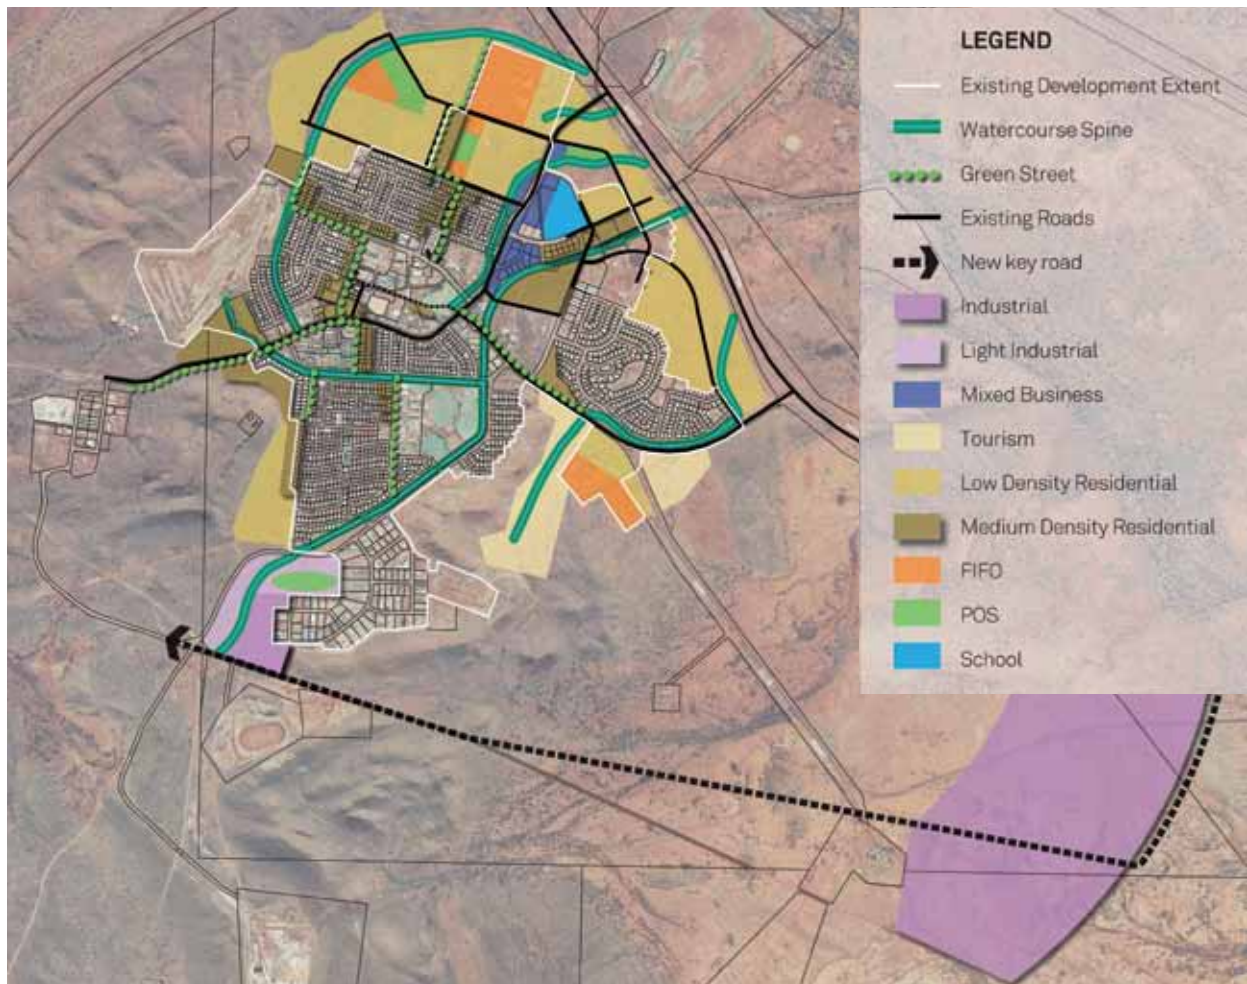 LEGEND
Existing Development Extent
Watercourse Spine
Green Street
Existing Roads
New key road
Industrial
Light Industrial
Mixed Business
Tourism
Low Density Residential
Medium Density Residential
FIFO
POS
School